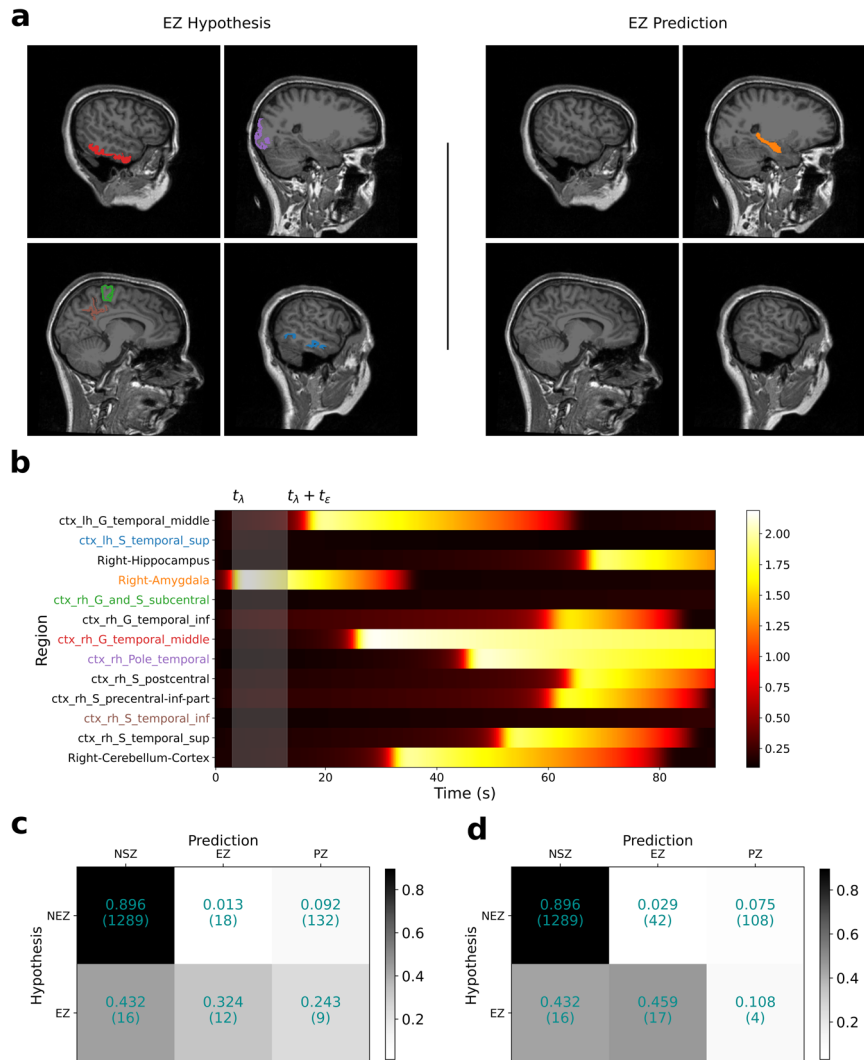 a
EZ Hypothesis
EZ Prediction
b
tλ
tλ + tε
ctx_lh_G_temporal_middle
ctx_lh_S_temporal_sup
Right-Hippocampus
Right-Amygdala
ctx_rh_G_and_S_subcentral
ctx_rh_G_temporal_inf
ctx_rh_G_temporal_middle
ctx_rh_Pole_temporal
ctx_rh_S_postcentral
ctx_rh_S_precentral-inf-part
ctx_rh_S_temporal_inf
ctx_rh_S_temporal_sup
Right-Cerebellum-Cortex
Region
0
20
40
60
80
Time (s)
2.00
1.75
1.50
1.25
1.00
0.75
0.50
0.25
c
Prediction
NSZ
EZ
PZ
Hypothesis
NEZ
0.896
(1289)
0.013
(18)
0.092
(132)
EZ
0.432
(16)
0.324
(12)
0.243
(9)
0.8
0.6
0.4
0.2
d
Prediction
NSZ
EZ
PZ
Hypothesis
NEZ
0.896
(1289)
0.029
(42)
0.075
(108)
EZ
0.432
(16)
0.459
(17)
0.108
(4)
0.8
0.6
0.4
0.2